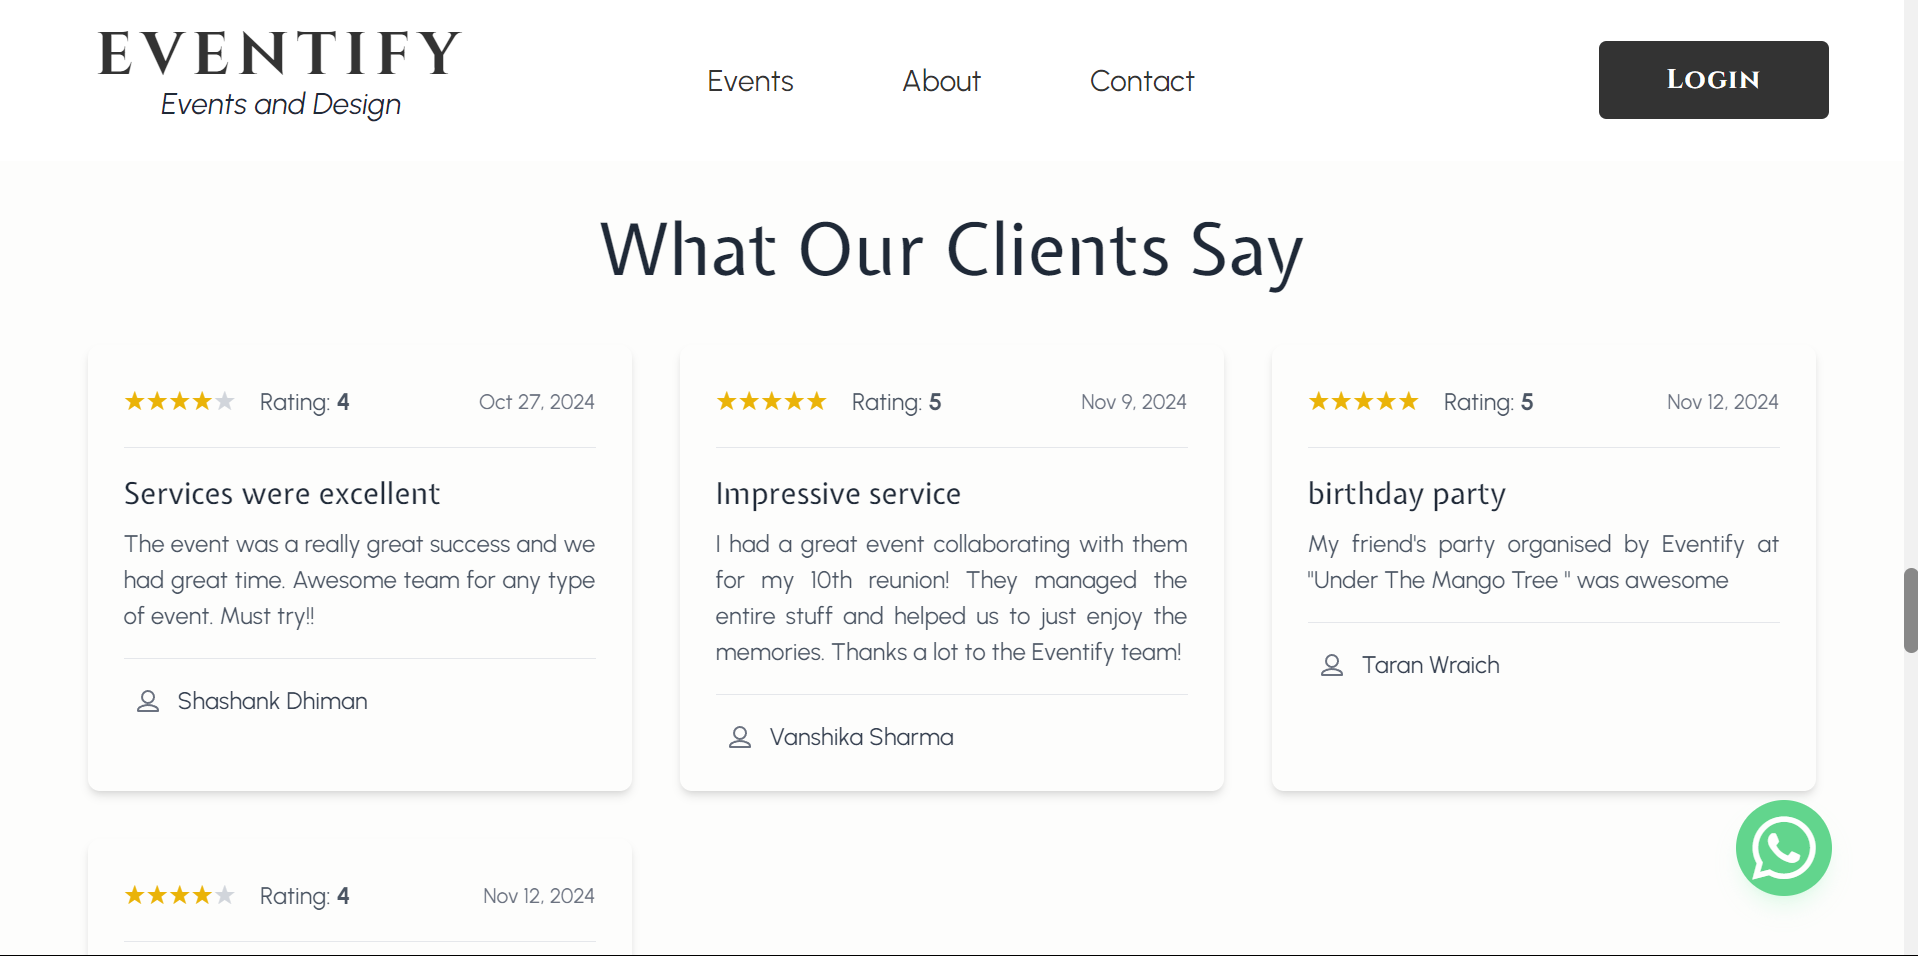 EVENTIFY
Events and Design
Events
About
Contact
LOGIN
What Our Clients Say
Rating: 4
Oct 27, 2024
Services were excellent
The event was a really great success and we
had great time. Awesome team for any type
of event. Must try!!
Shashank Dhiman
Rating: 5
Nov 9, 2024
Impressive service
I had a great event collaborating with them
for my 10th reunion! They managed the
entire stuff and helped us to just enjoy the
memories. Thanks a lot to the Eventify team!
Vanshika Sharma
Rating: 5
Nov 12, 2024
birthday party
My friend's party organised by Eventify at
"Under The Mango Tree " was awesome
Taran Wraich
Rating: 4
Nov 12, 2024